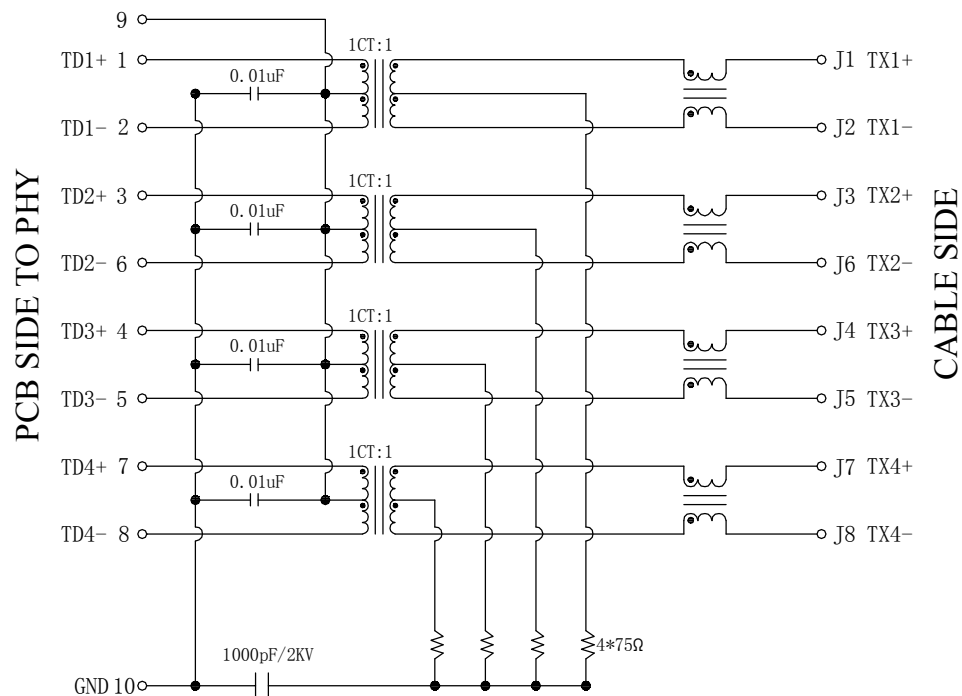 9
1CT:1
TD1+ 1
0.01uF
J1 TX1+
TD1- 2
J2 TX1-
1CT:1
TD2+ 3
0.01uF
J3 TX2+
TD2- 6
J6 TX2-
1CT:1
TD3+ 4
0.01uF
J4 TX3+
TD3- 5
J5 TX3-
1CT:1
TD4+ 7
0.01uF
J7 TX4+
TD4- 8
J8 TX4-
PCB SIDE TO PHY
CABLE SIDE
4*75Ω
1000pF/2KV
GND 10